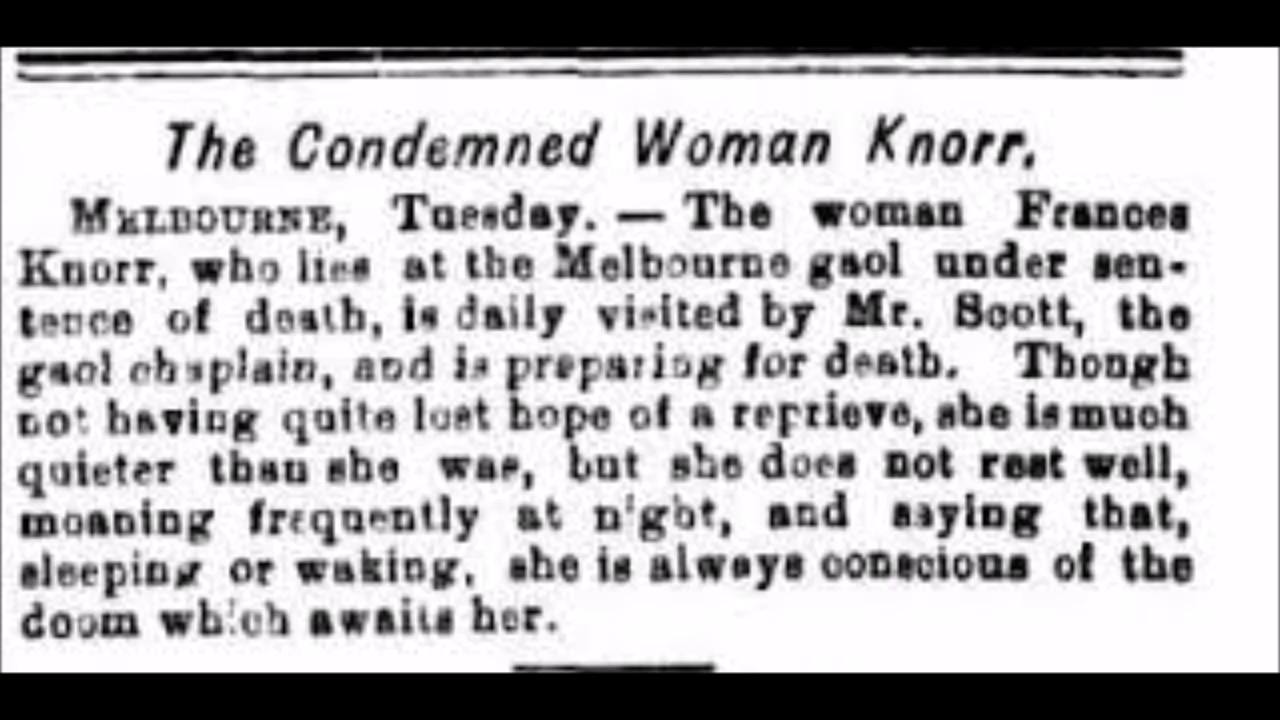 The Condemned Woman Knorr.
MELBOURNE, Tuesday. — The woman Frances
Knorr, who lies at the Melbourne gaol under sen-
tence of death, is daily visited by Mr. Scott, the
gaol chaplain, and is preparing for death. Though
not having quite lost hope of a reprieve, she is much
quieter than she was, but she does not rest well,
moaning frequently at night, and saying that,
sleeping or waking, she is always conscious of the
doom which awaits her.